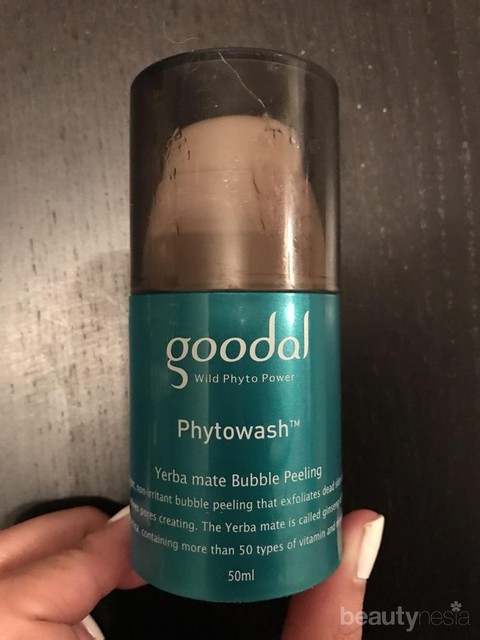 goodal
Wild Phyto Power
Phytowash™
Yerba mate Bubble Peeling
non-irritant bubble peeling that exfoliates dead
pores creating. The Yerba mate is called ginseng
containing more than 50 types of vitamin and
50ml
beautynesia